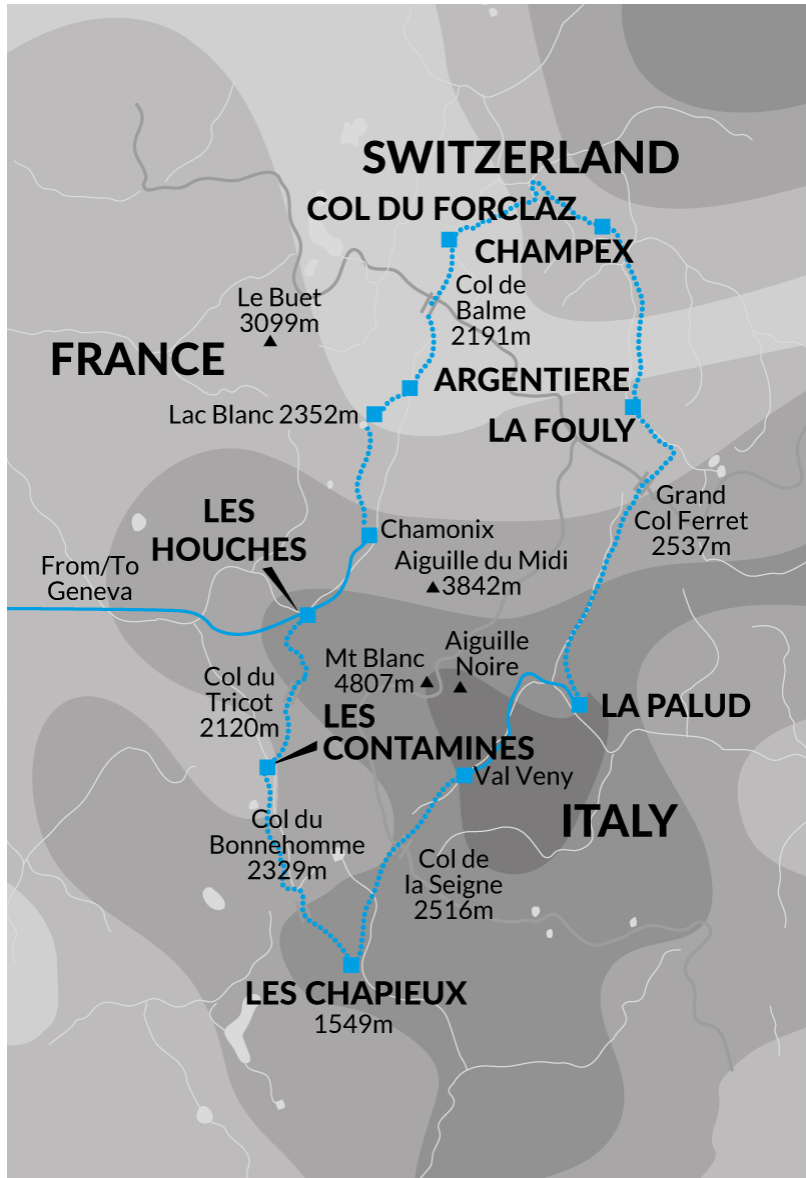 SWITZERLAND
COL DU FORCLAZ
CHAMPEX
Col de
Balme
2191m
Le Buet
3099m
FRANCE
ARGENTIERE
Lac Blanc 2352m
LA FOULY
LES
HOUCHES
Grand
Col Ferret
2537m
Chamonix
Aiguille du Midi
3842m
From/To
Geneva
Mt Blanc
4807m
Aiguille
Noire
Col du
Tricot
2120m
LA PALUD
LES
CONTAMINES
Val Veny
ITALY
Col du
Bonnehomme
2329m
Col de
la Seigne
2516m
LES CHAPIEUX
1549m